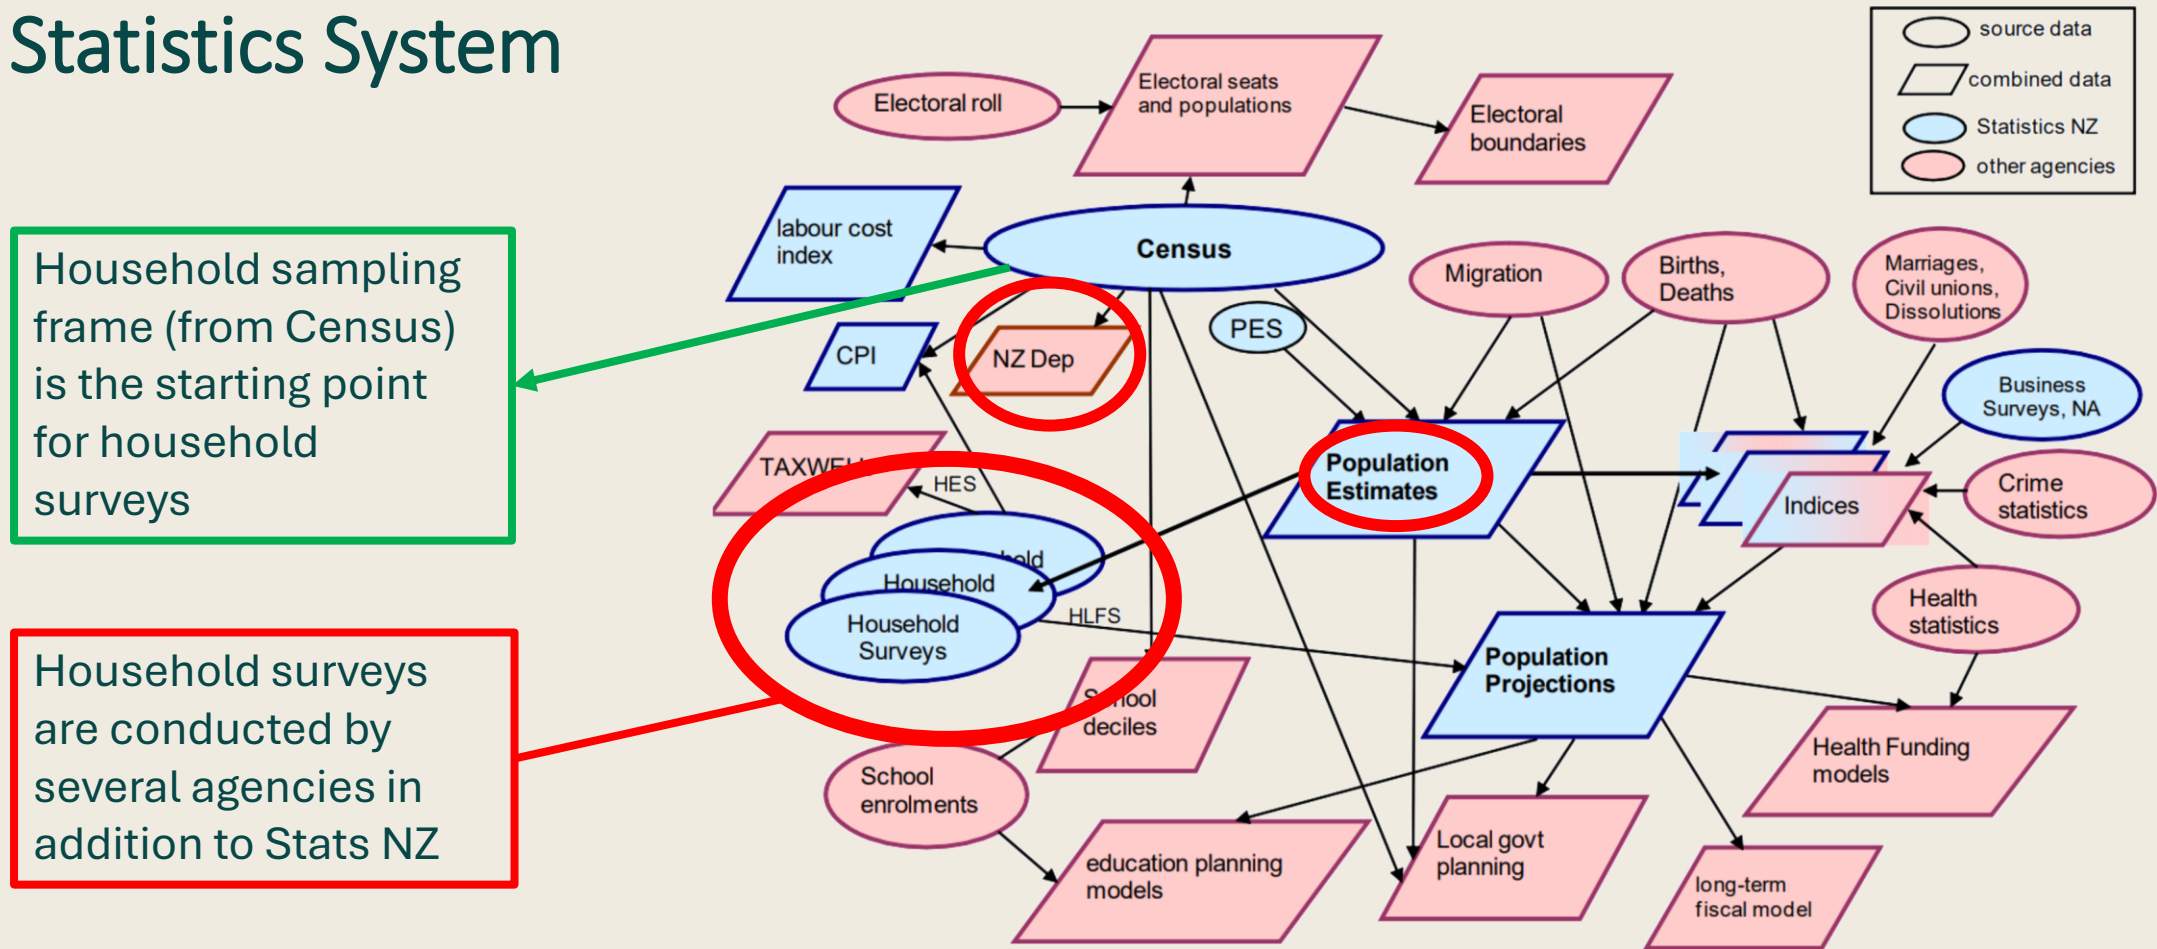 Statistics System
source data
combined data
Statistics NZ
other agencies
Electoral roll
Electoral seats
and populations
Electoral
boundaries
labour cost
index
Census
Migration
Births,
Deaths
Marriages,
Civil unions,
Dissolutions
Household sampling
frame (from Census)
is the starting point
for household
surveys
CPI
NZ Dep
PES
Business
Surveys, NA
HES
Population
Estimates
Indices
Crime
statistics
Household
Household
Surveys
HLFS
Health
statistics
Population
Projections
Household surveys
are conducted by
several agencies in
addition to Stats NZ
School
deciles
School
enrolments
Health Funding
models
education planning
models
Local govt
planning
long-term
fiscal model